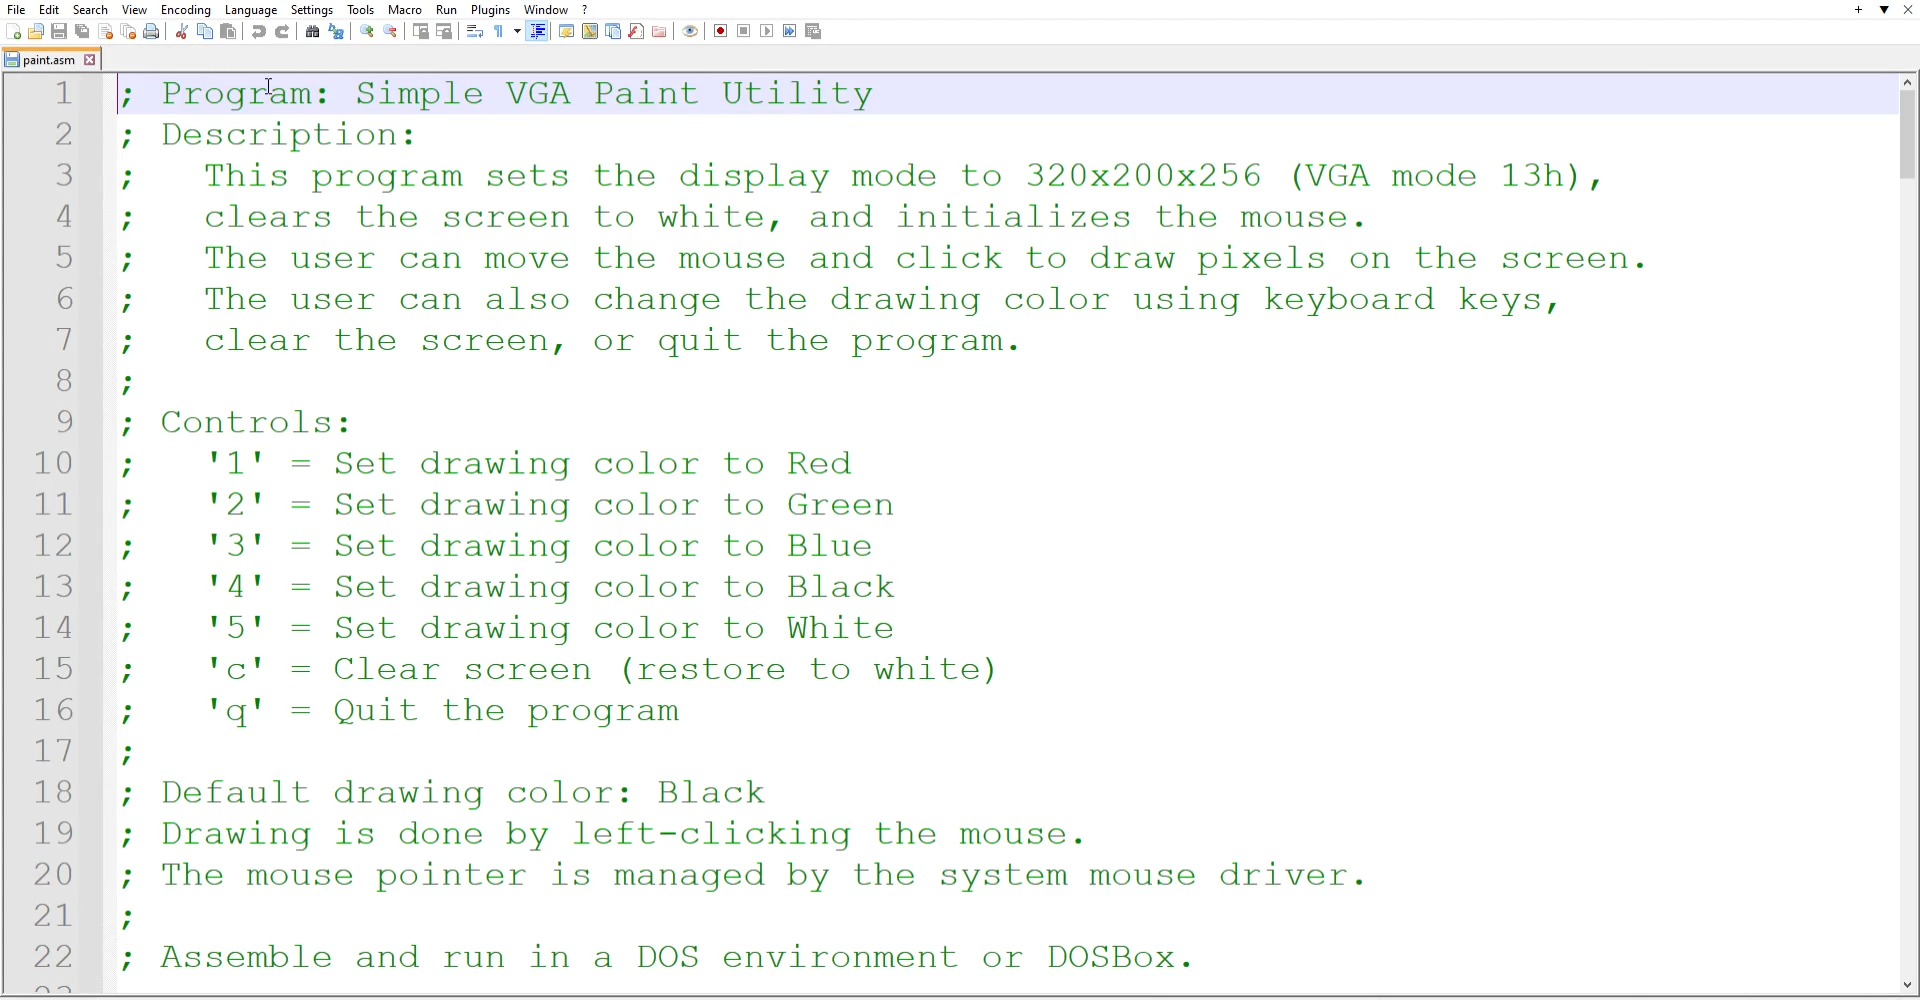 File Edit Search View Encoding Language Settings Tools Macro Run Plugins Window ?
paint.asm
1 ; Program: Simple VGA Paint Utility
2 ; Description:
3 ;   This program sets the display mode to 320x200x256 (VGA mode 13h),
4 ;   clears the screen to white, and initializes the mouse.
5 ;   The user can move the mouse and click to draw pixels on the screen.
6 ;   The user can also change the drawing color using keyboard keys,
7 ;   clear the screen, or quit the program.
8 ;
9 ; Controls:
10 ;   '1' = Set drawing color to Red
11 ;   '2' = Set drawing color to Green
12 ;   '3' = Set drawing color to Blue
13 ;   '4' = Set drawing color to Black
14 ;   '5' = Set drawing color to White
15 ;   'c' = Clear screen (restore to white)
16 ;   'q' = Quit the program
17 ;
18 ; Default drawing color: Black
19 ; Drawing is done by left-clicking the mouse.
20 ; The mouse pointer is managed by the system mouse driver.
21 ;
22 ; Assemble and run in a DOS environment or DOSBox.